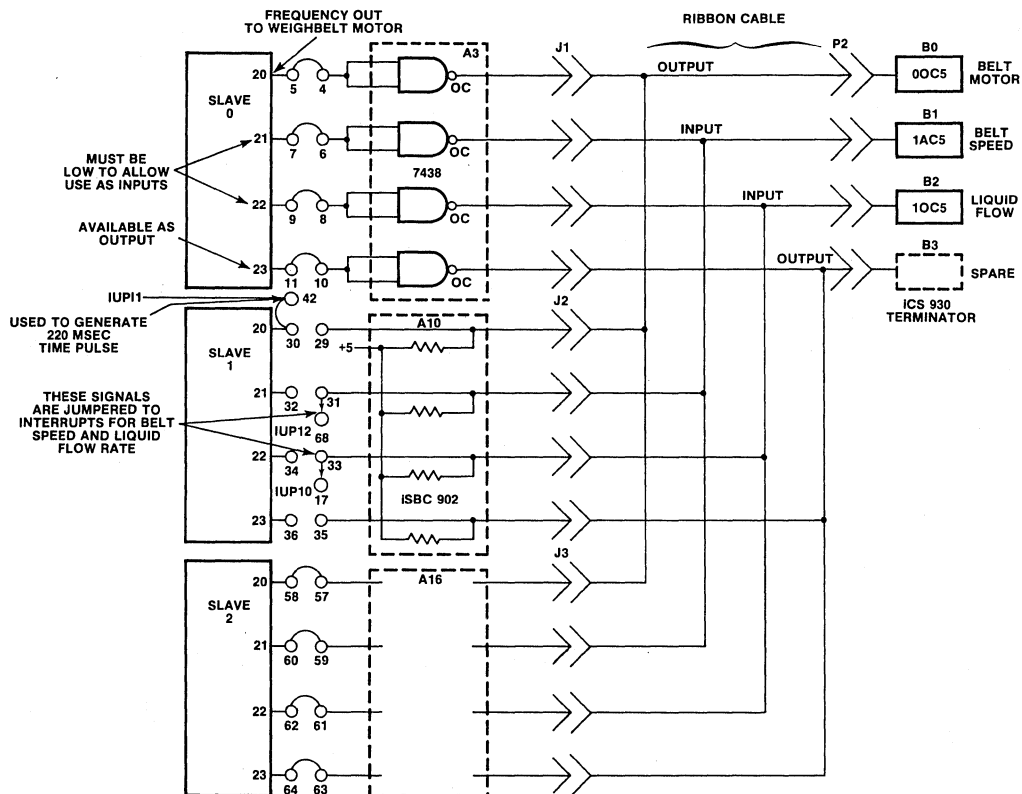 FREQUENCY OUT
TO WEIGHBELT MOTOR
RIBBON CABLE
A3
J1
P2
B0
20
5
4
OC
OUTPUT
0OC5
BELT
MOTOR
SLAVE
0
B1
21
7
6
OC
INPUT
1AC5
BELT
SPEED
MUST BE
LOW TO ALLOW
USE AS INPUTS
7438
B2
22
9
8
OC
INPUT
1OC5
LIQUID
FLOW
AVAILABLE AS
OUTPUT
B3
23
11
10
OC
OUTPUT
SPARE
ICS 930
TERMINATOR
IUPI1
42
J2
USED TO GENERATE
220 MSEC
TIME PULSE
A10
20
30
29
+5
SLAVE
1
THESE SIGNALS
ARE JUMPERED TO
INTERRUPTS FOR BELT
SPEED AND LIQUID
FLOW RATE
21
32
31
IUP12
68
22
34
33
IUP10
17
iSBC 902
23
36
35
J3
A16
20
58
57
SLAVE
2
21
60
59
22
62
61
23
64
63